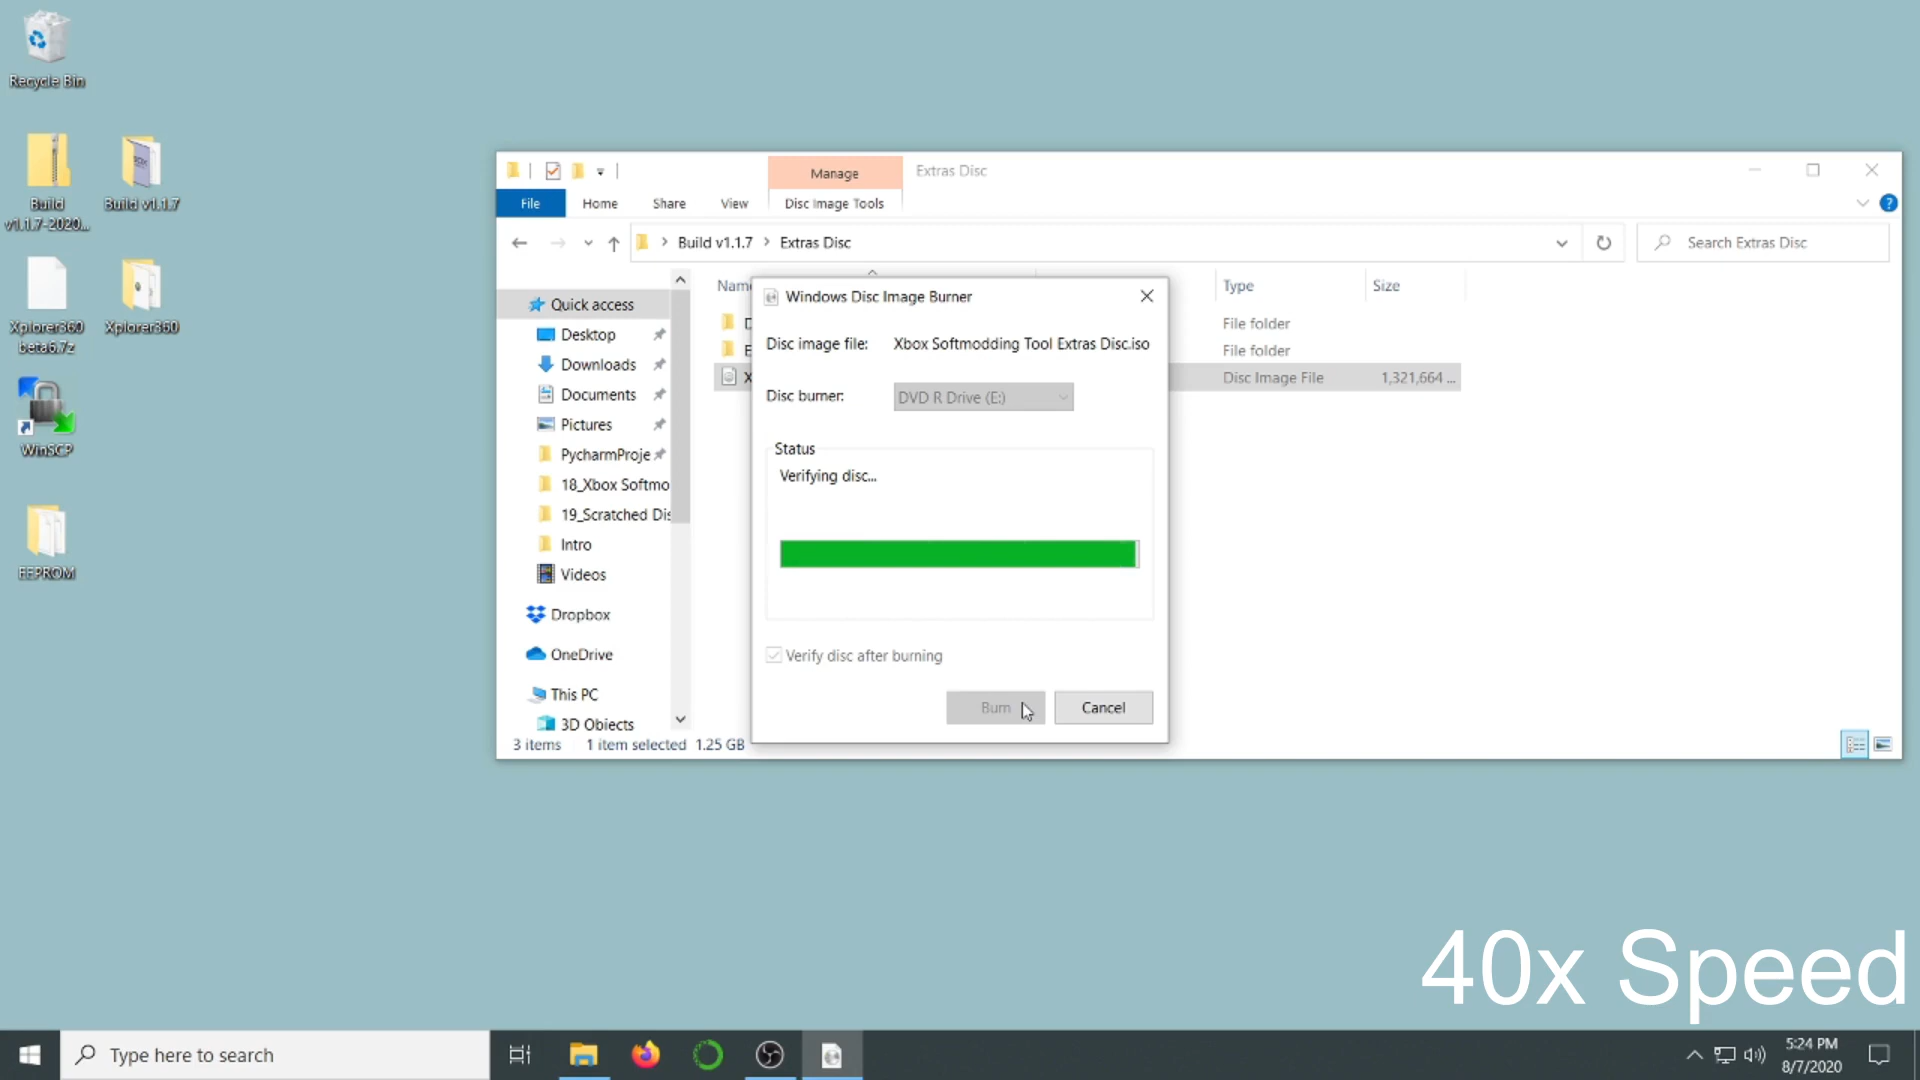 Recycle Bin
Build
v1.1.7-2020...
Build v1.1.7
Xplorer360
beta6.7z
Xplorer360
WinSCP
EEPROM
Manage
Extras Disc
File
Home
Share
View
Disc Image Tools
Build v1.1.7
Extras Disc
Search Extras Disc
Type
Size
Quick access
Desktop
Downloads
Documents
Pictures
PycharmProje
18_Xbox Softmo
19_Scratched Dis
Intro
Videos
Dropbox
OneDrive
This PC
3D Objects
File folder
File folder
Disc Image File
1,321,664 ...
3 items
1 item selected
1.25 GB
Windows Disc Image Burner
Disc image file:
Xbox Softmodding Tool Extras Disc.iso
Disc burner:
DVD R Drive (E:)
Status
Verifying disc...
Verify disc after burning
Burn
Cancel
40x Speed
Type here to search
5:24 PM
8/7/2020